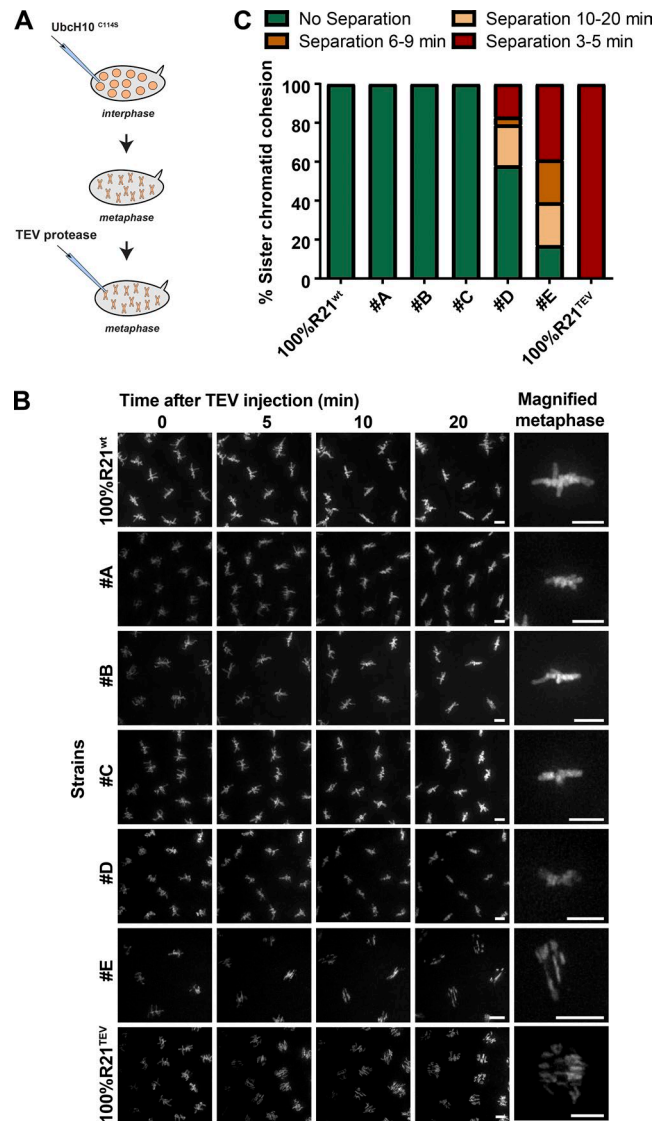 A
UbcH10 C114S
interphase
metaphase
TEV protease
metaphase
C
No Separation
Separation 10-20 min
Separation 6-9 min
Separation 3-5 min
% Sister chromatid cohesion
100
80
60
40
20
0
100%R21wt
#A
#B
#C
#D
#E
100%R21TEV
B
Time after TEV injection (min)
Magnified
metaphase
0
5
10
20
Strains
100%R21wt
#A
#B
#C
#D
#E
100%R21TEV